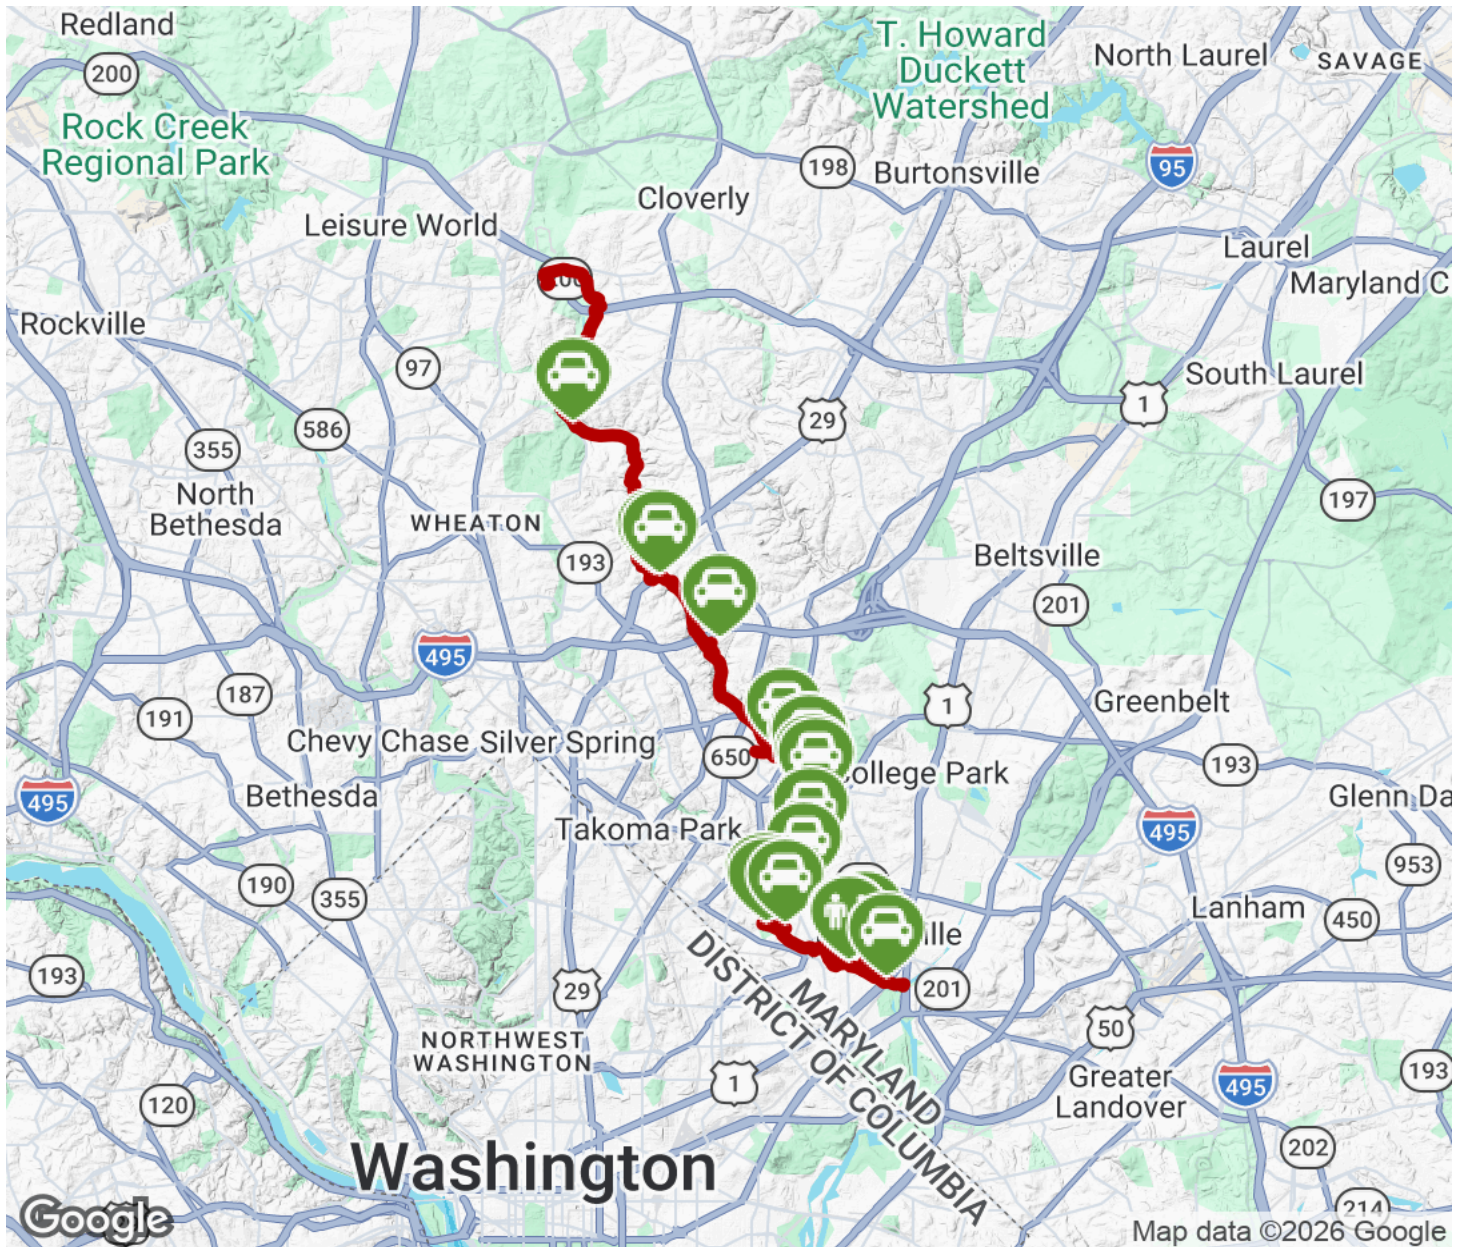 Redland
200
Rock Creek
Regional Park
T. Howard
Duckett
Watershed
North Laurel
SAVAGE
95
198
Burtonsville
Cloverly
Leisure World
Laurel
Maryland C
Rockville
97
29
1
South Laurel
586
355
North
Bethesda
WHEATON
193
197
Beltsville
201
495
187
191
Chevy Chase
Silver Spring
650
1
Greenbelt
193
495
Bethesda
ollege Park
Glenn Da
Takoma Park
495
953
190
355
Lanham
450
ille
193
29
201
MARYLAND
DISTRICT OF COLUMBIA
50
NORTHWEST
WASHINGTON
1
Greater
Landover
495
193
120
202
Washington
214
Google
Map data ©2026 Google